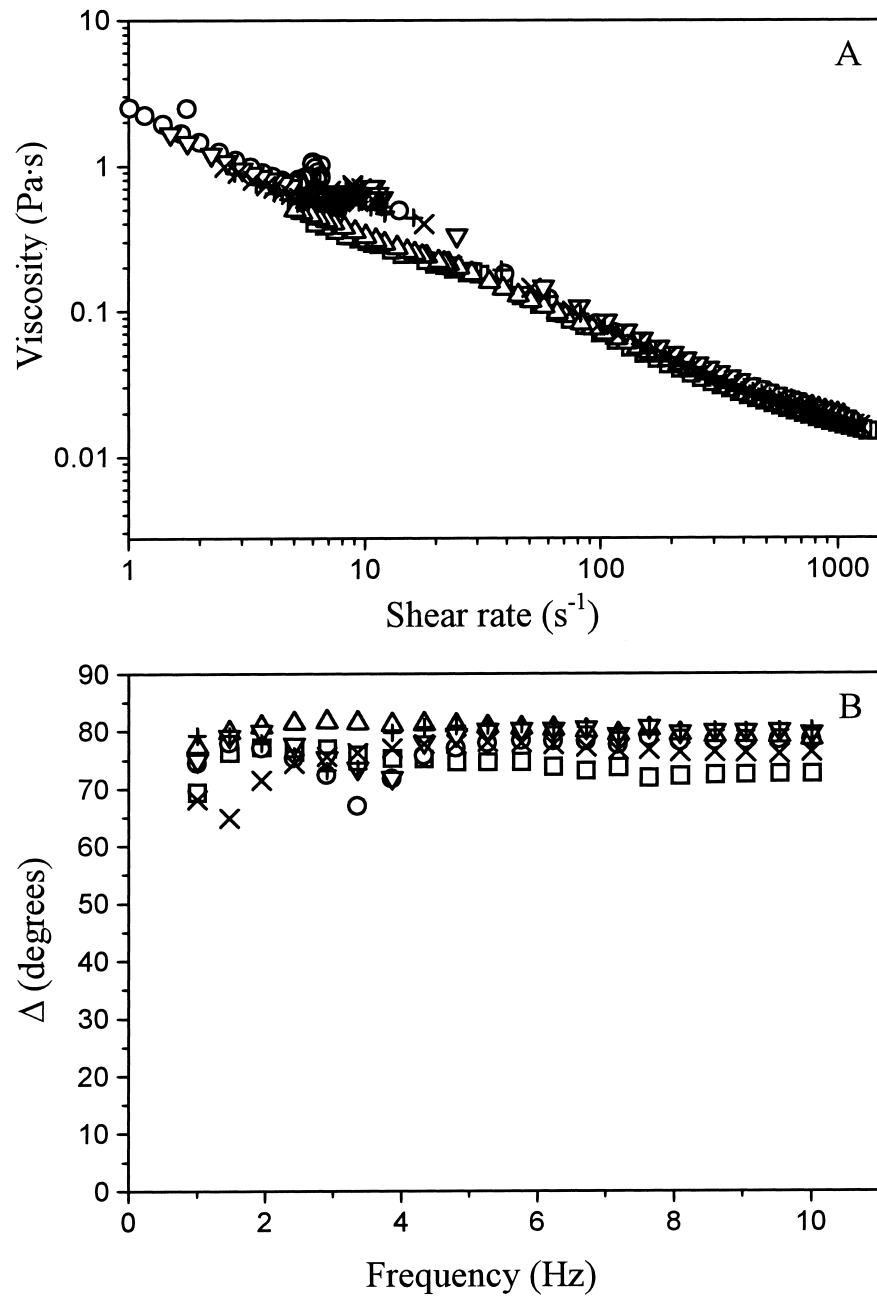 10
A
1
0.1
0.01
Viscosity (Pa·s)
1 10 100 1000
Shear rate (s⁻¹)
90
B
80
70
60
50
40
30
20
10
0
Δ (degrees)
0 2 4 6 8 10
Frequency (Hz)